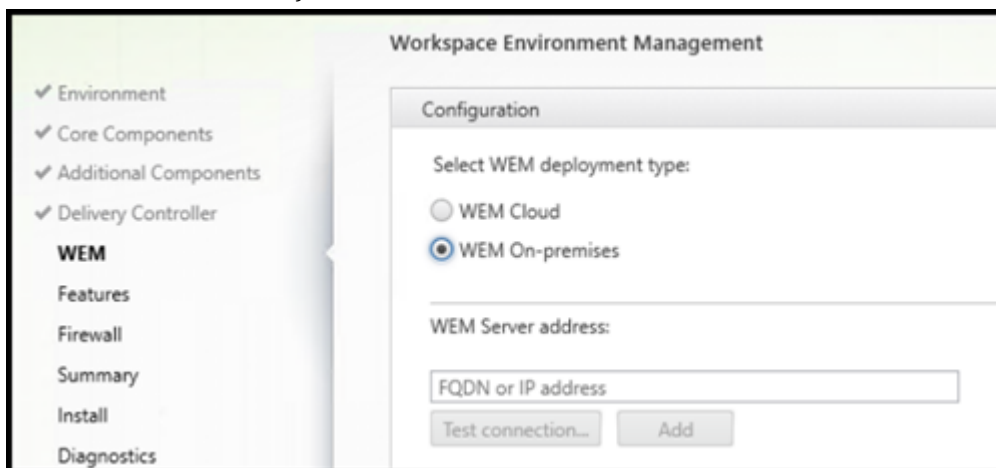 Workspace Environment Management
Environment
Core Components
Additional Components
Delivery Controller
WEM
Features
Firewall
Summary
Install
Diagnostics
Configuration
Select WEM deployment type:
WEM Cloud
WEM On-premises
WEM Server address:
FQDN or IP address
Test connection...
Add